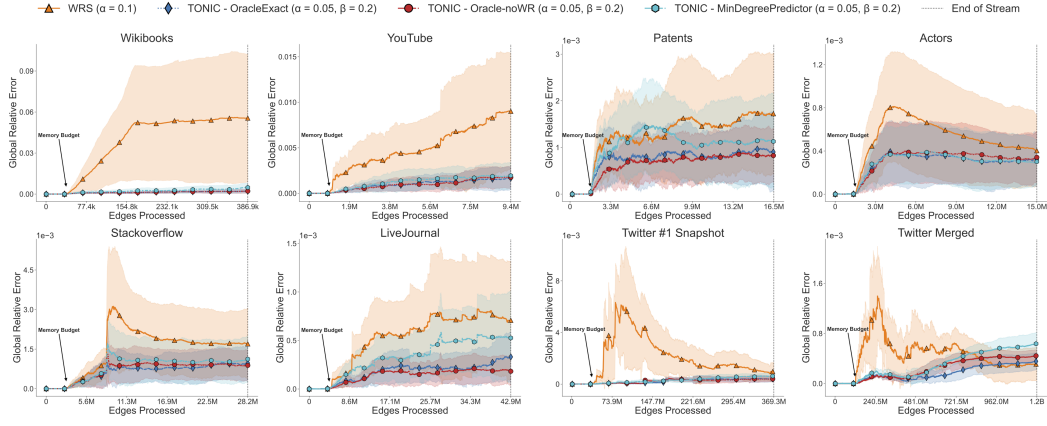 WRS (α = 0.1) TONIC - OracleExact (α = 0.05, β = 0.2) TONIC - Oracle-noWR (α = 0.05, β = 0.2) TONIC - MinDegreePredictor (α = 0.05, β = 0.2) End of Stream
Wikibooks
Global Relative Error
0.09
0.06
0.03
0.00
Memory Budget
0 77.4k 154.8k 232.1k 309.5k 386.9k
Edges Processed
YouTube
Global Relative Error
0.015
0.010
0.005
0.000
Memory Budget
0 1.9M 3.8M 5.6M 7.5M 9.4M
Edges Processed
Patents
1e−3
Global Relative Error
3
2
1
0
Memory Budget
0 3.3M 6.6M 9.9M 13.2M 16.5M
Edges Processed
Actors
1e−3
Global Relative Error
1.2
0.8
0.4
0.0
Memory Budget
0 3.0M 6.0M 9.0M 12.0M 15.0M
Edges Processed
Stackoverflow
1e−3
Global Relative Error
4.5
3.0
1.5
0.0
Memory Budget
0 5.6M 11.3M 16.9M 22.5M 28.2M
Edges Processed
LiveJournal
1e−3
Global Relative Error
1.5
1.0
0.5
0.0
Memory Budget
0 8.6M 17.1M 25.7M 34.3M 42.9M
Edges Processed
Twitter #1 Snapshot
1e−3
Global Relative Error
8
4
0
Memory Budget
0 73.9M 147.7M 221.6M 295.4M 369.3M
Edges Processed
Twitter Merged
1e−3
Global Relative Error
1.6
0.8
0.0
Memory Budget
0 240.5M 481.0M 721.5M 962.0M 1.2B
Edges Processed